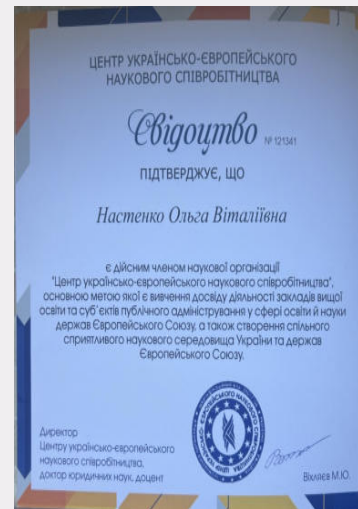 ЦЕНТР УКРАЇНСЬКО-ЄВРОПЕЙСЬКОГО
НАУКОВОГО СПІВРОБІТНИЦТВА
Свідоцтво № 121341
ПІДТВЕРДЖУЄ, ЩО
Настенко Ольга Віталіївна
є дійсним членом наукової організації
"Центр українсько-європейського наукового співробітництва",
основною метою якої є вивчення досвіду діяльності закладів вищої
освіти та суб'єктів публічного адміністрування у сфері освіти й науки
держав Європейського Союзу, а також створення спільного
сприятливого наукового середовища України та держав
Європейського Союзу.
Директор
Центру українсько-європейського
наукового співробітництва,
доктор юридичних наук, доцент
Віхляєв М.Ю.